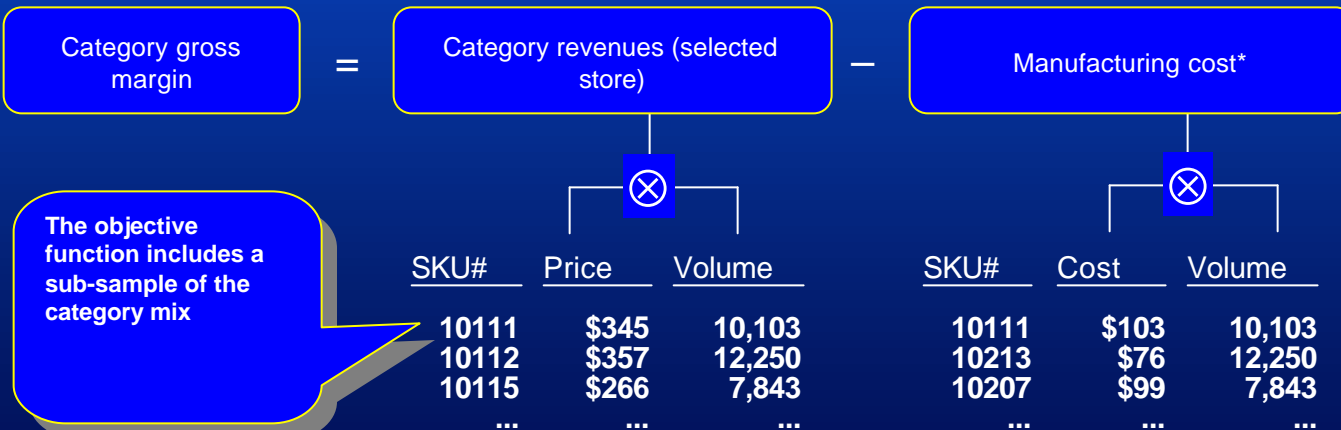 Category gross
margin
=
Category revenues (selected
store)
–
Manufacturing cost*
The objective
function includes a
sub-sample of the
category mix
SKU# Price Volume
10111 $345 10,103
10112 $357 12,250
10115 $266 7,843
... ... ...
SKU# Cost Volume
10111 $103 10,103
10213 $76 12,250
10207 $99 7,843
... ... ...